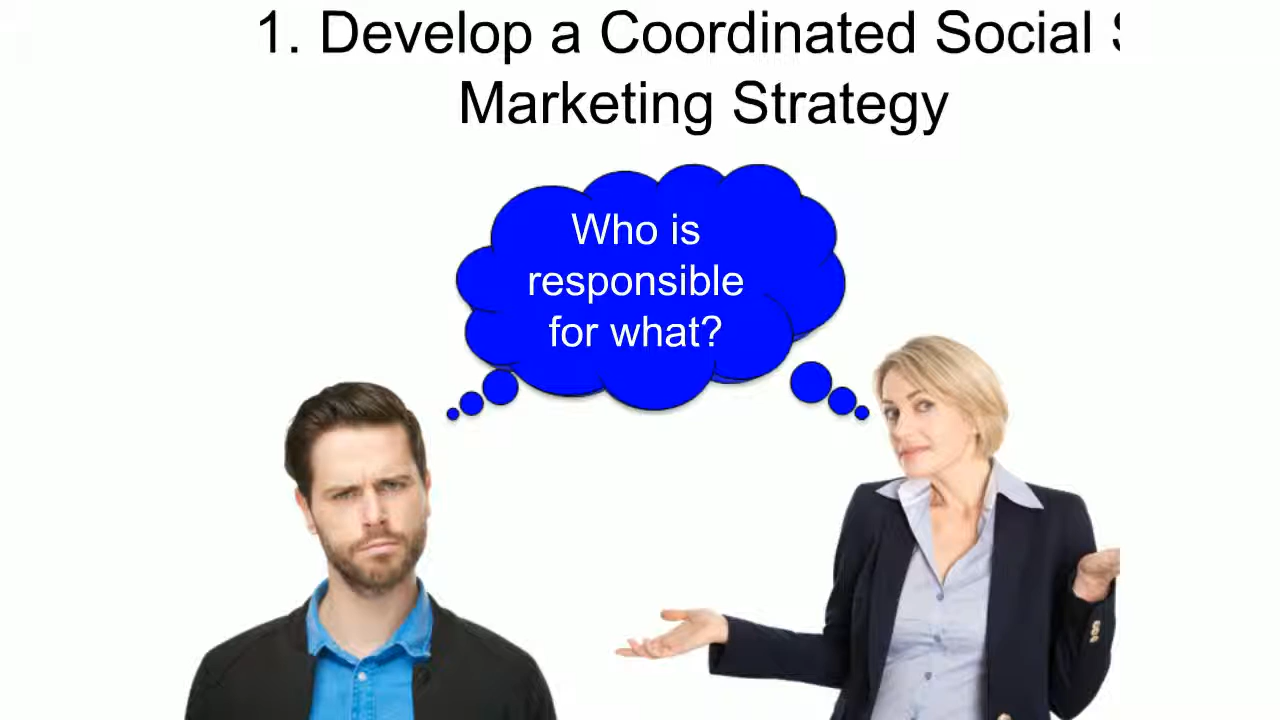 1. Develop a Coordinated Social
Marketing Strategy
Who is
responsible
for what?